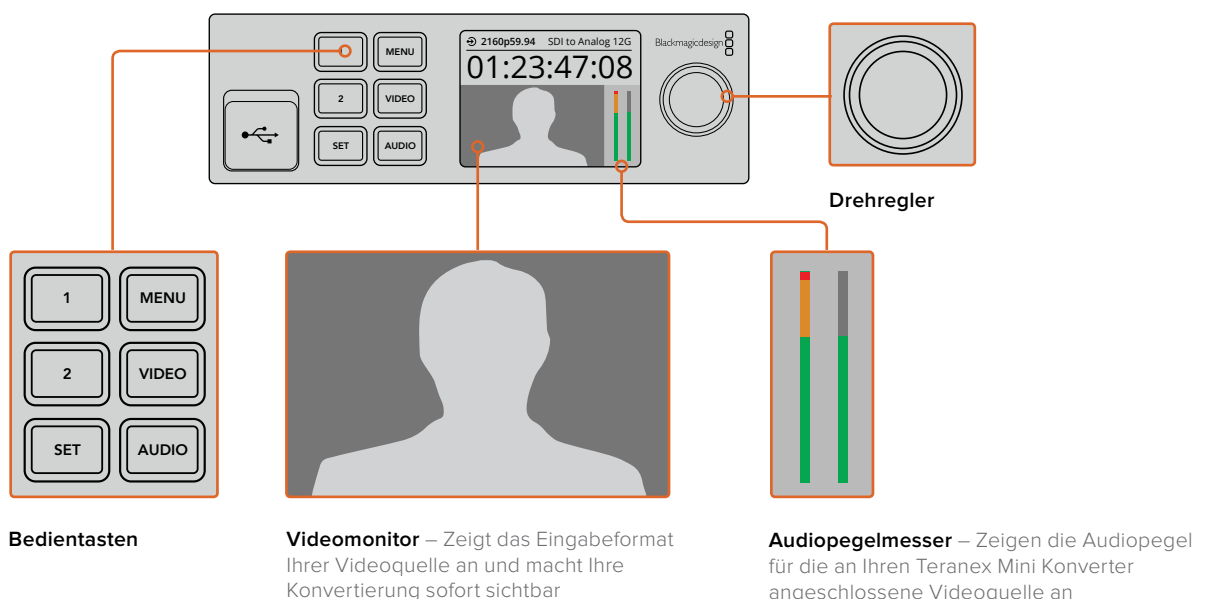 2160p59.94 SDI to Analog 12G
Blackmagicdesign
01:23:47:08
MENU
2 VIDEO
SET AUDIO
Drehregler
1 MENU
2 VIDEO
SET AUDIO
Bedientasten
Videomonitor – Zeigt das Eingabeformat
Ihrer Videoquelle an und macht Ihre
Konvertierung sofort sichtbar
Audiopegelmesser – Zeigen die Audiopegel
für die an Ihren Teranex Mini Konverter
angeschlossene Videoquelle an